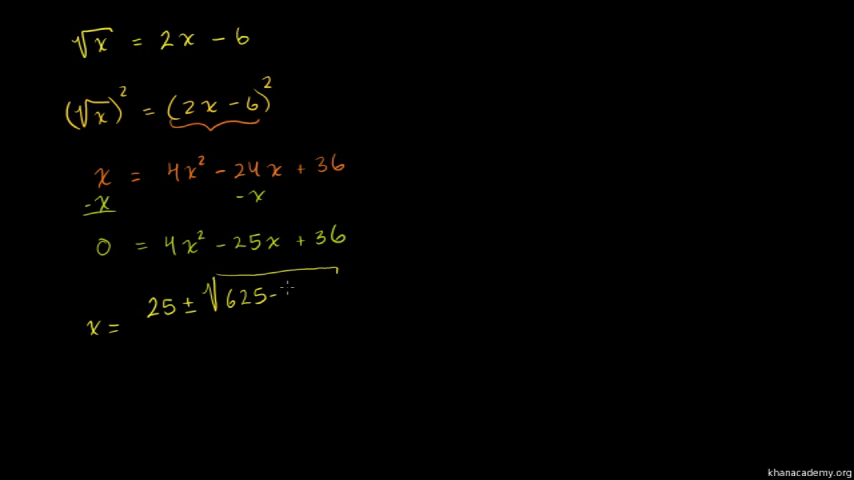 √x = 2x - 6
(√x)² = (2x - 6)²
x = 4x² - 24x + 36
-x -x
0 = 4x² - 25x + 36
x = 25 ± √625-
khanacademy.org